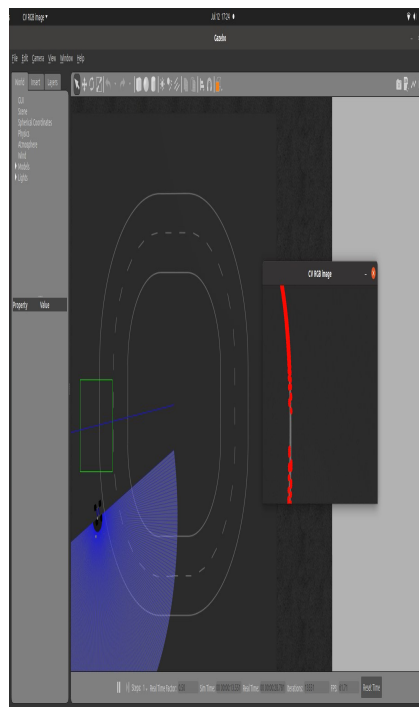 CV RGB Image ▾
Jul 12 17:24
Gazebo
File Edit Camera View Window Help
World Insert Layers
GUI
Scene
Spherical Coordinates
Physics
Atmosphere
Wind
Models
Lights
Property Value
CV RGB Image
Steps: 1 Real Time Factor: Sim Time: Real Time: Iterations: FPS: Reset Time